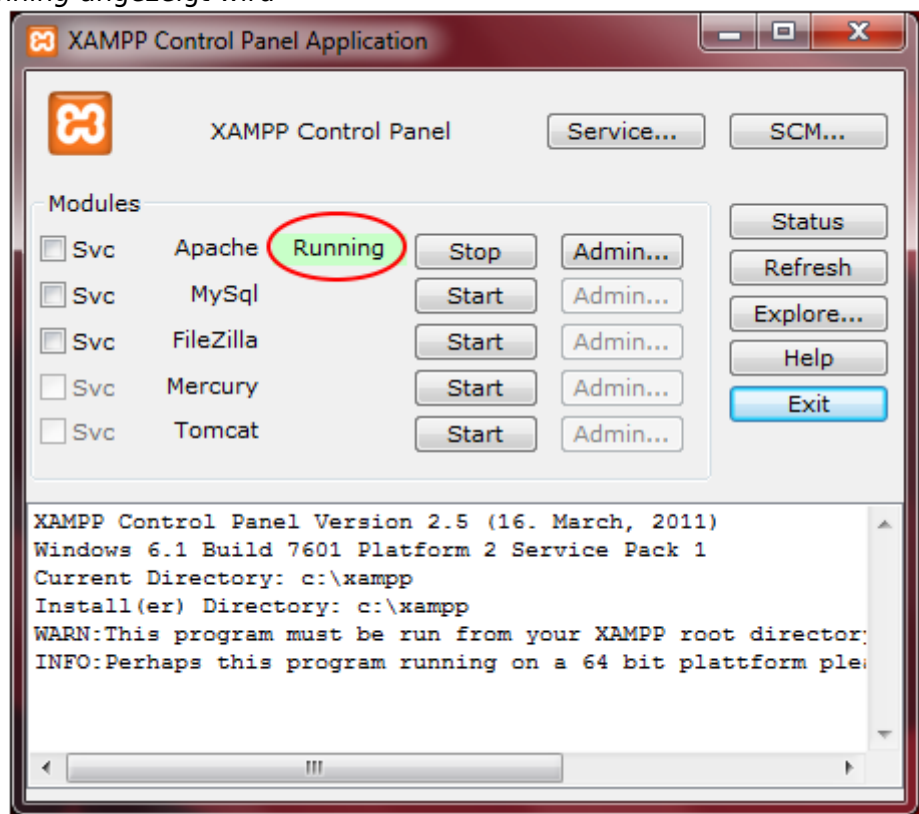 angezeigt wird
XAMPP Control Panel Application
XAMPP Control Panel Service... SCM...
Modules
Svc Apache Running Stop Admin... Status
Svc MySql Start Admin... Refresh
Svc FileZilla Start Admin... Explore...
Svc Mercury Start Admin... Help
Svc Tomcat Start Admin... Exit
XAMPP Control Panel Version 2.5 (16. March, 2011)
Windows 6.1 Build 7601 Platform 2 Service Pack 1
Current Directory: c:\xampp
Install(er) Directory: c:\xampp
WARN:This program must be run from your XAMPP root director
INFO:Perhaps this program running on a 64 bit plattform ple